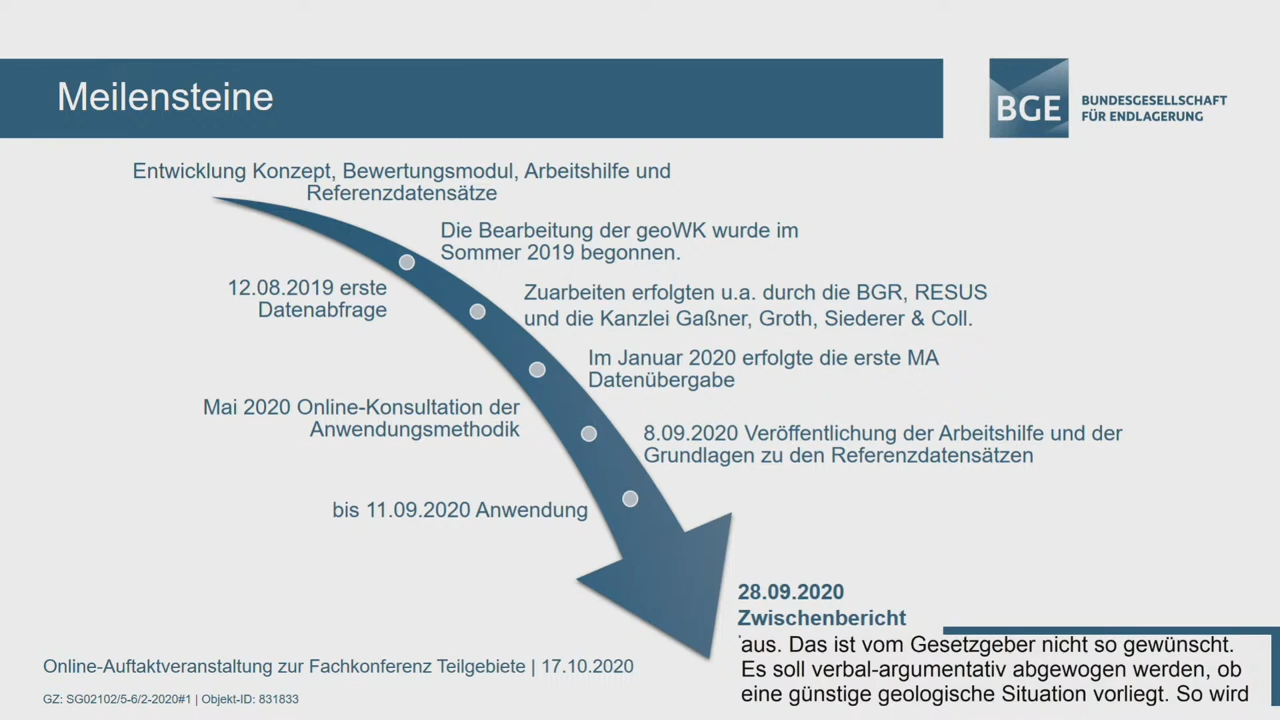 Meilensteine
BGE
BUNDESGESELLSCHAFT
FÜR ENDLAGERUNG
Entwicklung Konzept, Bewertungsmodul, Arbeitshilfe und
Referenzdatensätze
Die Bearbeitung der geoWK wurde im
Sommer 2019 begonnen.
12.08.2019 erste
Datenabfrage
Zuarbeiten erfolgten u.a. durch die BGR, RESUS
und die Kanzlei Gaßner, Groth, Siederer & Coll.
Im Januar 2020 erfolgte die erste MA
Datenübergabe
Mai 2020 Online-Konsultation der
Anwendungsmethodik
8.09.2020 Veröffentlichung der Arbeitshilfe und der
Grundlagen zu den Referenzdatensätzen
bis 11.09.2020 Anwendung
28.09.2020
Zwischenbericht
aus. Das ist vom Gesetzgeber nicht so gewünscht.
Es soll verbal-argumentativ abgewogen werden, ob
eine günstige geologische Situation vorliegt. So wird
Online-Auftaktveranstaltung zur Fachkonferenz Teilgebiete | 17.10.2020
GZ: SG02102/5-6/2-2020#1 | Objekt-ID: 831833